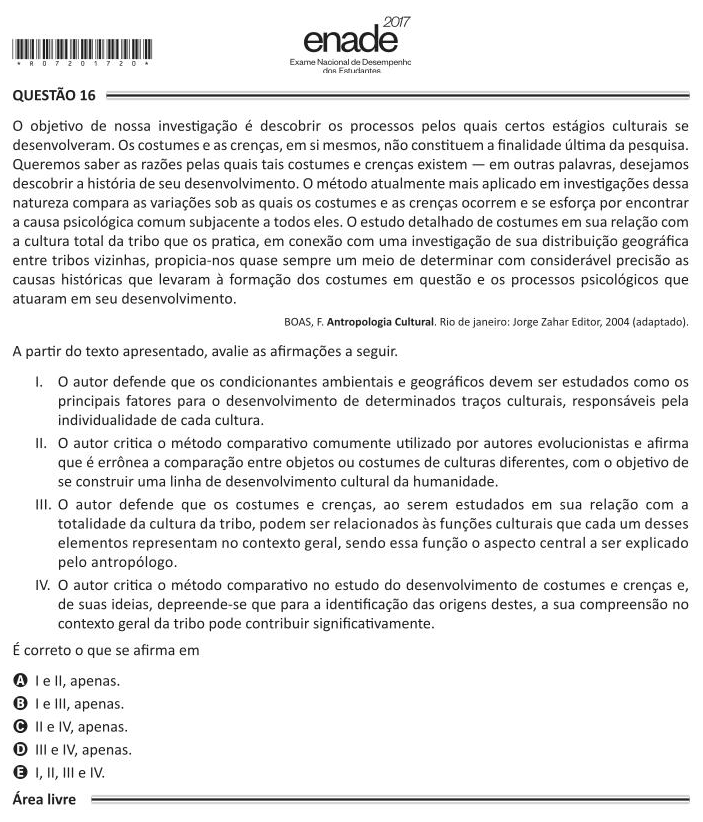 2017
enade
Exame Nacional de Desempenho
dos Estudantes
*R0720172 0*
QUESTÃO 16
O objetivo de nossa investigação é descobrir os processos pelos quais certos estágios culturais se
desenvolveram. Os costumes e as crenças, em si mesmos, não constituem a finalidade última da pesquisa.
Queremos saber as razões pelas quais tais costumes e crenças existem — em outras palavras, desejamos
descobrir a história de seu desenvolvimento. O método atualmente mais aplicado em investigações dessa
natureza compara as variações sob as quais os costumes e as crenças ocorrem e se esforça por encontrar
a causa psicológica comum subjacente a todos eles. O estudo detalhado de costumes em sua relação com
a cultura total da tribo que os pratica, em conexão com uma investigação de sua distribuição geográfica
entre tribos vizinhas, propicia-nos quase sempre um meio de determinar com considerável precisão as
causas históricas que levaram à formação dos costumes em questão e os processos psicológicos que
atuaram em seu desenvolvimento.
BOAS, F. Antropologia Cultural. Rio de janeiro: Jorge Zahar Editor, 2004 (adaptado).
A partir do texto apresentado, avalie as afirmações a seguir.
I. O autor defende que os condicionantes ambientais e geográficos devem ser estudados como os
principais fatores para o desenvolvimento de determinados traços culturais, responsáveis pela
individualidade de cada cultura.
II. O autor critica o método comparativo comumente utilizado por autores evolucionistas e afirma
que é errônea a comparação entre objetos ou costumes de culturas diferentes, com o objetivo de
se construir uma linha de desenvolvimento cultural da humanidade.
III. O autor defende que os costumes e crenças, ao serem estudados em sua relação com a
totalidade da cultura da tribo, podem ser relacionados às funções culturais que cada um desses
elementos representam no contexto geral, sendo essa função o aspecto central a ser explicado
pelo antropólogo.
IV. O autor critica o método comparativo no estudo do desenvolvimento de costumes e crenças e,
de suas ideias, depreende-se que para a identificação das origens destes, a sua compreensão no
contexto geral da tribo pode contribuir significativamente.
É correto o que se afirma em
A I e II, apenas.
B I e III, apenas.
C II e IV, apenas.
D III e IV, apenas.
E I, II, III e IV.
Área livre